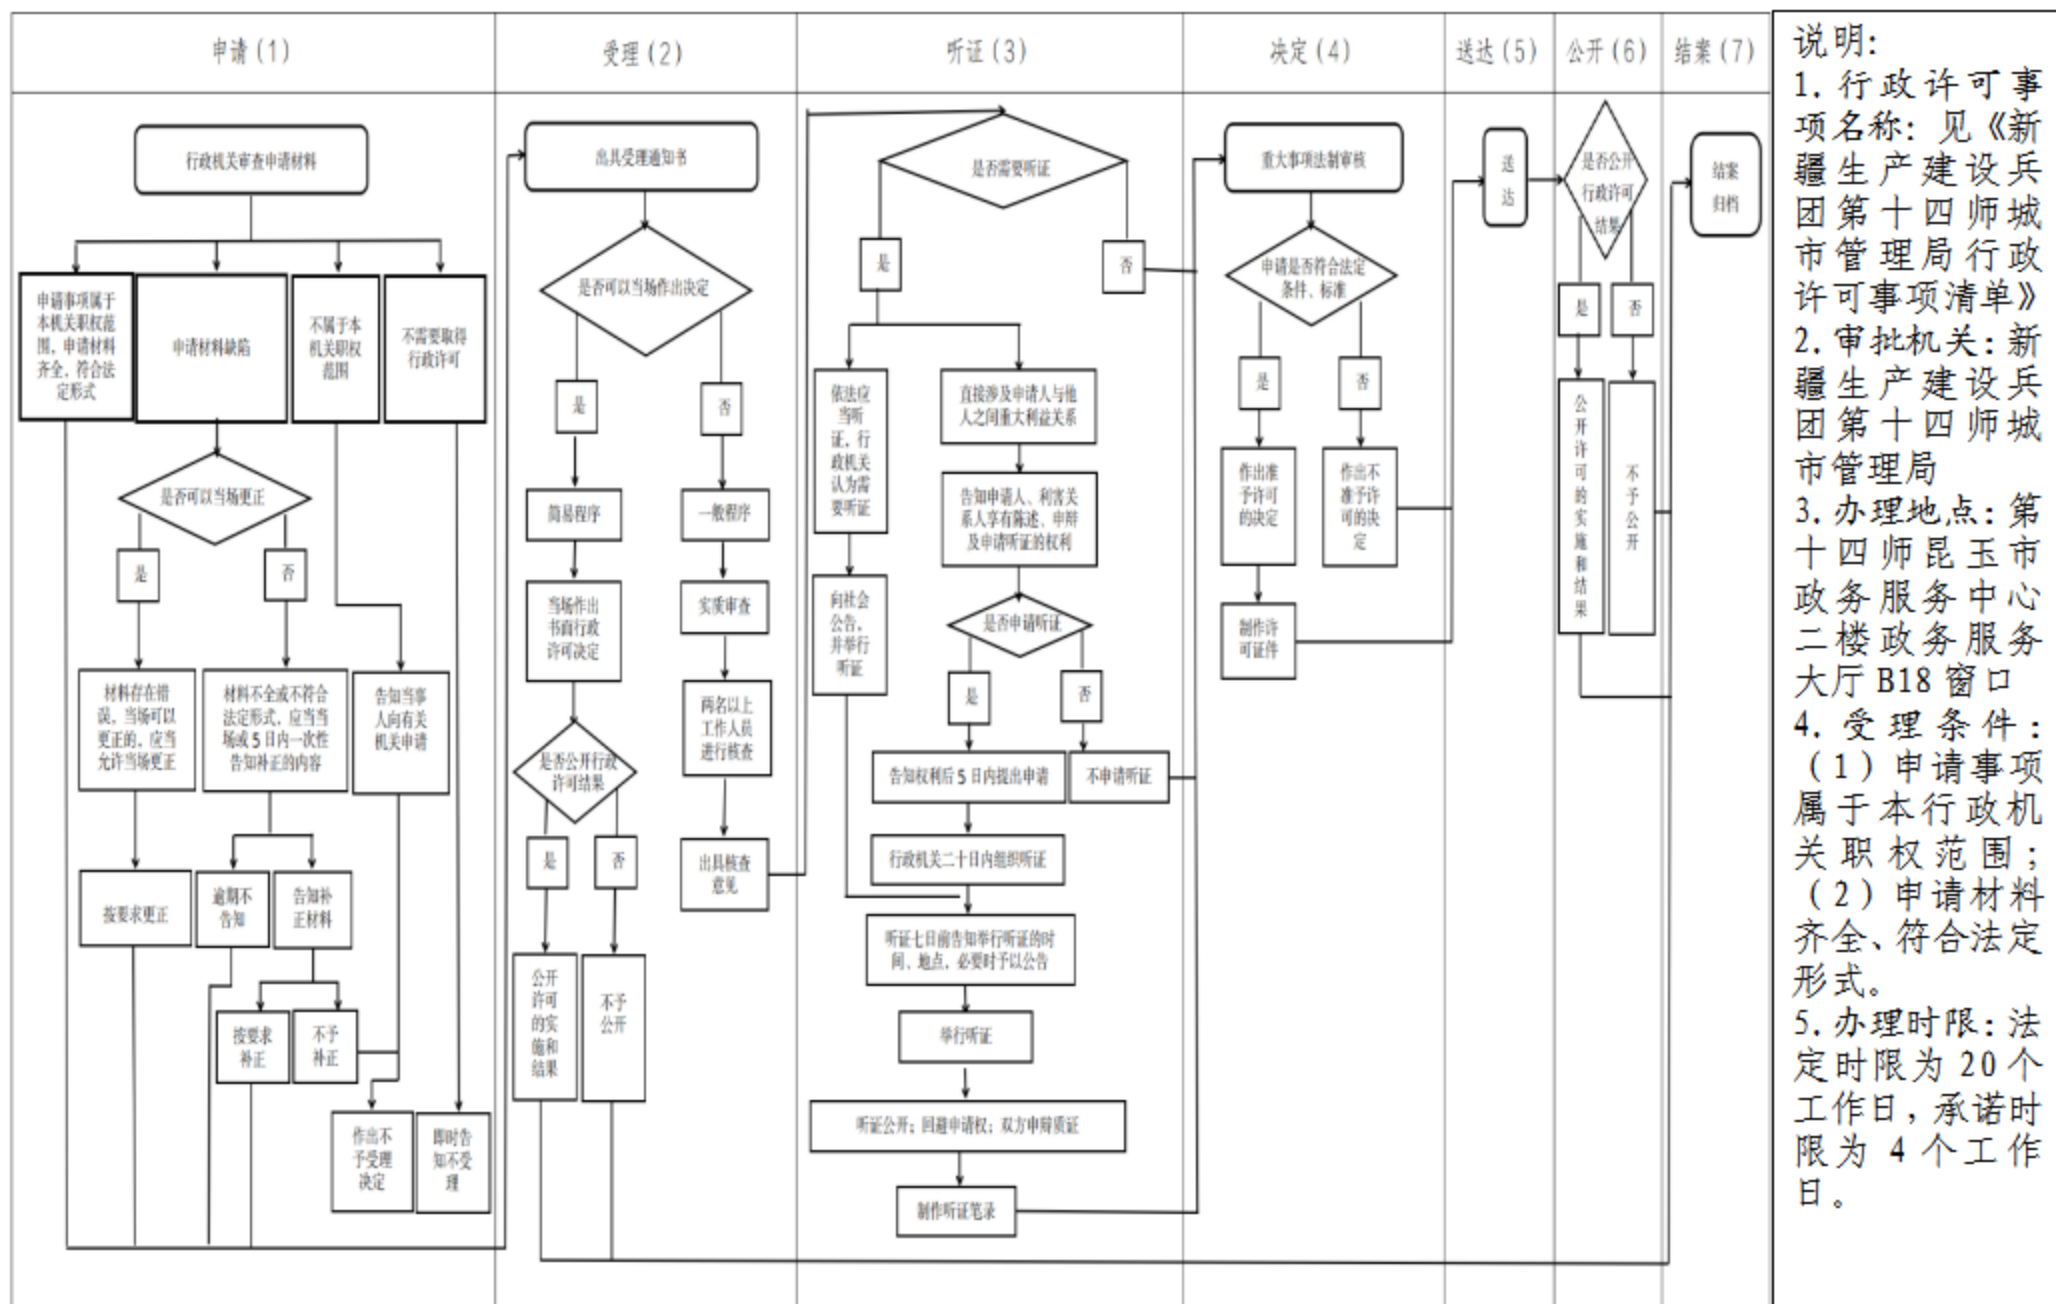 申请(1)
受理(2)
听证(3)
决定(4)
送达(5)
公开(6)
结案(7)
行政机关审查申请材料
申请事项属于
本机关职权范
围，申请材料
齐全，符合法
定形式
申请材料缺陷
不属于本
机关职权
范围
不需要取得
行政许可
是否可以当场更正
是
否
材料存在错
误，当场可以
更正的，应当
允许当场更正
材料不全或不符合
法定形式，应当当
场或5日内一次性
告知补正的内容
告知当事
人向有关
机关申请
按要求更正
逾期不
告知
告知补
正材料
按要求
补正
不予
补正
作出不
予受理
决定
即时告
知不受
理
出具受理通知书
是否可以当场作出决定
是
否
简易程序
一般程序
当场作出
书面行政
许可决定
实质审查
两名以上
工作人员
进行核查
是否公开行政
许可结果
是
否
出具核查
意见
公开
许可
的实
施和
结果
不予
公开
是否需要听证
是
否
依法应
当听
证，行
政机关
认为需
要听证
直接涉及申请人与他
人之间重大利益关系
告知申请人、利害关
系人享有陈述、申辩
及申请听证的权利
向社会
公告，
并举行
听证
是否申请听证
是
否
告知权利后5日内提出申请
不申请听证
行政机关二十日内组织听证
听证七日前告知举行听证的时
间、地点，必要时予以公告
举行听证
听证公开；回避申请权；双方申辩质证
制作听证笔录
重大事项法制审核
申请是否符合法定
条件、标准
是
否
作出准
予许可
的决定
作出不
准予许
可的决
定
制作许
可证件
送
达
是否公开
行政许可
结果
是
否
公
开
许
可
的
实
施
和
结
果
不
予
公
开
结案
归档
说明:
1. 行政许可事
项名称: 见《新
疆生产建设兵
团第十四师城
市管理局行政
许可事项清单》
2. 审批机关: 新
疆生产建设兵
团第十四师城
市管理局
3. 办理地点: 第
十四师昆玉市
政务服务中心
二楼政务服务
大厅 B18 窗口
4. 受理条件:
（1）申请事项
属于本行政机
关职权范围;
（2）申请材料
齐全、符合法定
形式。
5. 办理时限: 法
定时限为 20 个
工作日, 承诺时
限为 4 个工作
日。